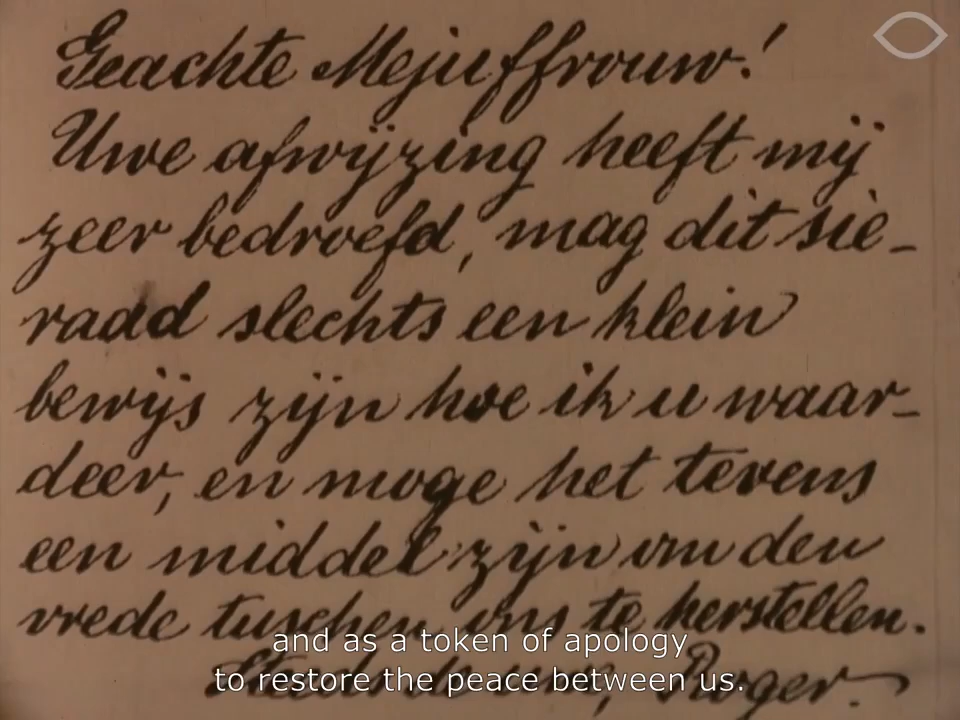 Geachte Mejuffrouw!
Uwe afwijzing heeft mij
zeer bedroefd, mag dit sie-
raad slechts een klein
bewijs zijn hoe ik u waar-
deer, en moge het tevens
een middel zijn om den
vrede tuschen ons te herstellen.
and as a token of apology
Roger.
to restore the peace between us.